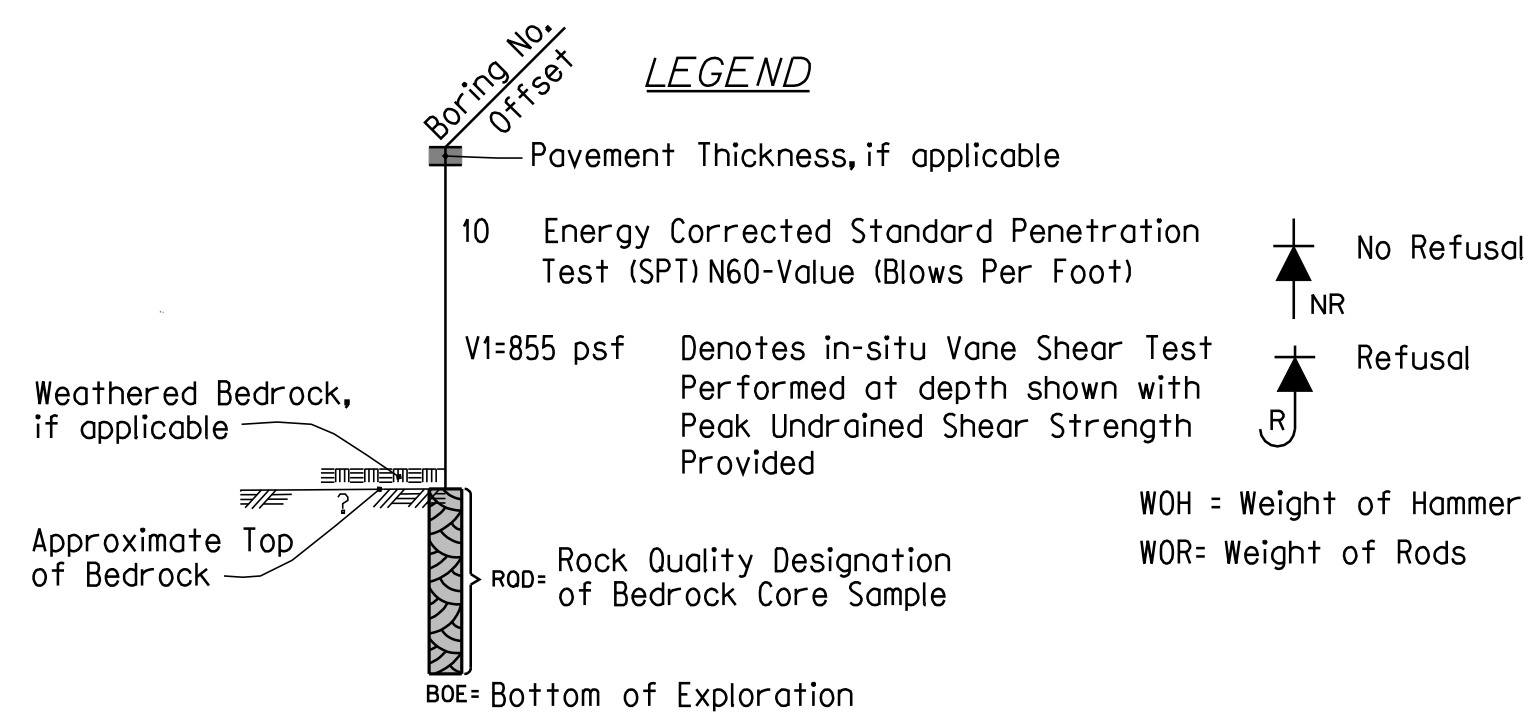 LEGEND
Boring No.
Offset
Pavement Thickness, if applicable
10 Energy Corrected Standard Penetration
Test (SPT) N60-Value (Blows Per Foot)
No Refusal
NR
V1=855 psf Denotes in-situ Vane Shear Test
Performed at depth shown with
Peak Undrained Shear Strength
Provided
Refusal
R
Weathered Bedrock,
if applicable
?
Approximate Top
of Bedrock
WOH = Weight of Hammer
WOR= Weight of Rods
RQD= Rock Quality Designation
of Bedrock Core Sample
BOE= Bottom of Exploration